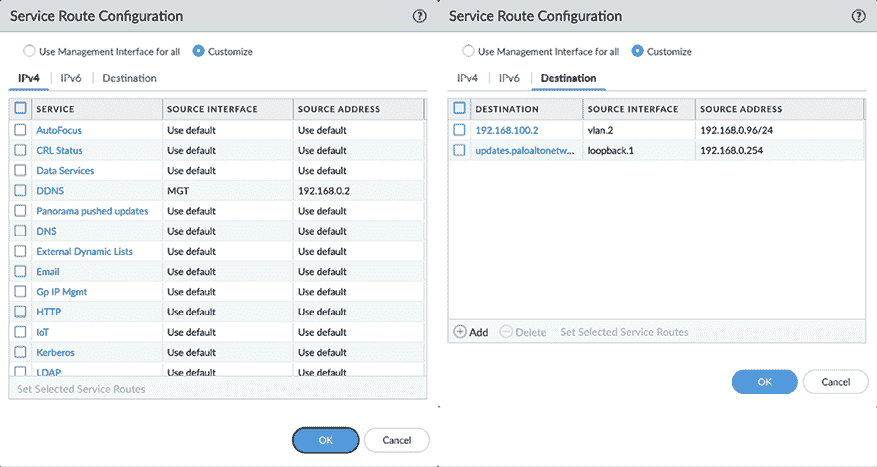 Service Route Configuration
Use Management Interface for all Customize
IPv4 IPv6 Destination
SERVICE SOURCE INTERFACE SOURCE ADDRESS
AutoFocus Use default Use default
CRL Status Use default Use default
Data Services Use default Use default
DDNS MGT 192.168.0.2
Panorama pushed updates Use default Use default
DNS Use default Use default
External Dynamic Lists Use default Use default
Email Use default Use default
Gp IP Mgmt Use default Use default
HTTP Use default Use default
IoT Use default Use default
Kerberos Use default Use default
LDAP Use default Use default
Set Selected Service Routes
OK Cancel
Service Route Configuration
Use Management Interface for all Customize
IPv4 IPv6 Destination
DESTINATION SOURCE INTERFACE SOURCE ADDRESS
192.168.100.2 vlan.2 192.168.0.96/24
updates.paloaltonetw... loopback.1 192.168.0.254
Add Delete Set Selected Service Routes
OK Cancel